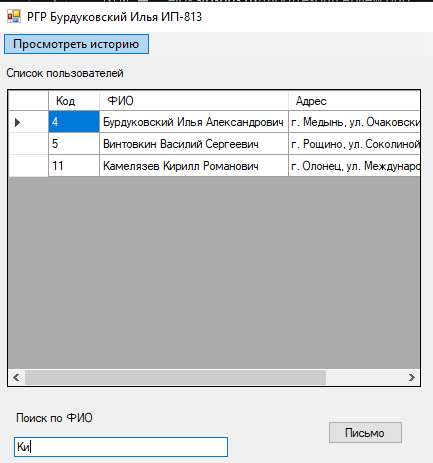 РГР Бурдуковский Илья ИП-813
Просмотреть историю
Список пользователей
Код ФИО Адрес
4 Бурдуковский Илья Александрович г. Медынь, ул. Очаковски
5 Винтовкин Василий Сергеевич г. Рощино, ул. Соколиной
11 Камелязев Кирилл Романович г. Олонец, ул. Междунаро
Поиск по ФИО
Письмо
Ки